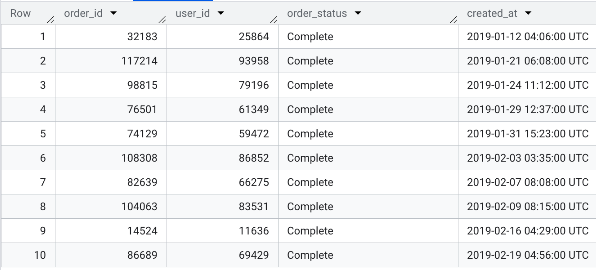 Row order_id user_id order_status created_at
1 32183 25864 Complete 2019-01-12 04:06:00 UTC
2 117214 93958 Complete 2019-01-21 06:08:00 UTC
3 98815 79196 Complete 2019-01-24 11:12:00 UTC
4 76501 61349 Complete 2019-01-29 12:37:00 UTC
5 74129 59472 Complete 2019-01-31 15:23:00 UTC
6 108308 86852 Complete 2019-02-03 03:35:00 UTC
7 82639 66275 Complete 2019-02-07 08:08:00 UTC
8 104063 83531 Complete 2019-02-09 08:15:00 UTC
9 14524 11636 Complete 2019-02-16 04:29:00 UTC
10 86689 69429 Complete 2019-02-19 04:56:00 UTC